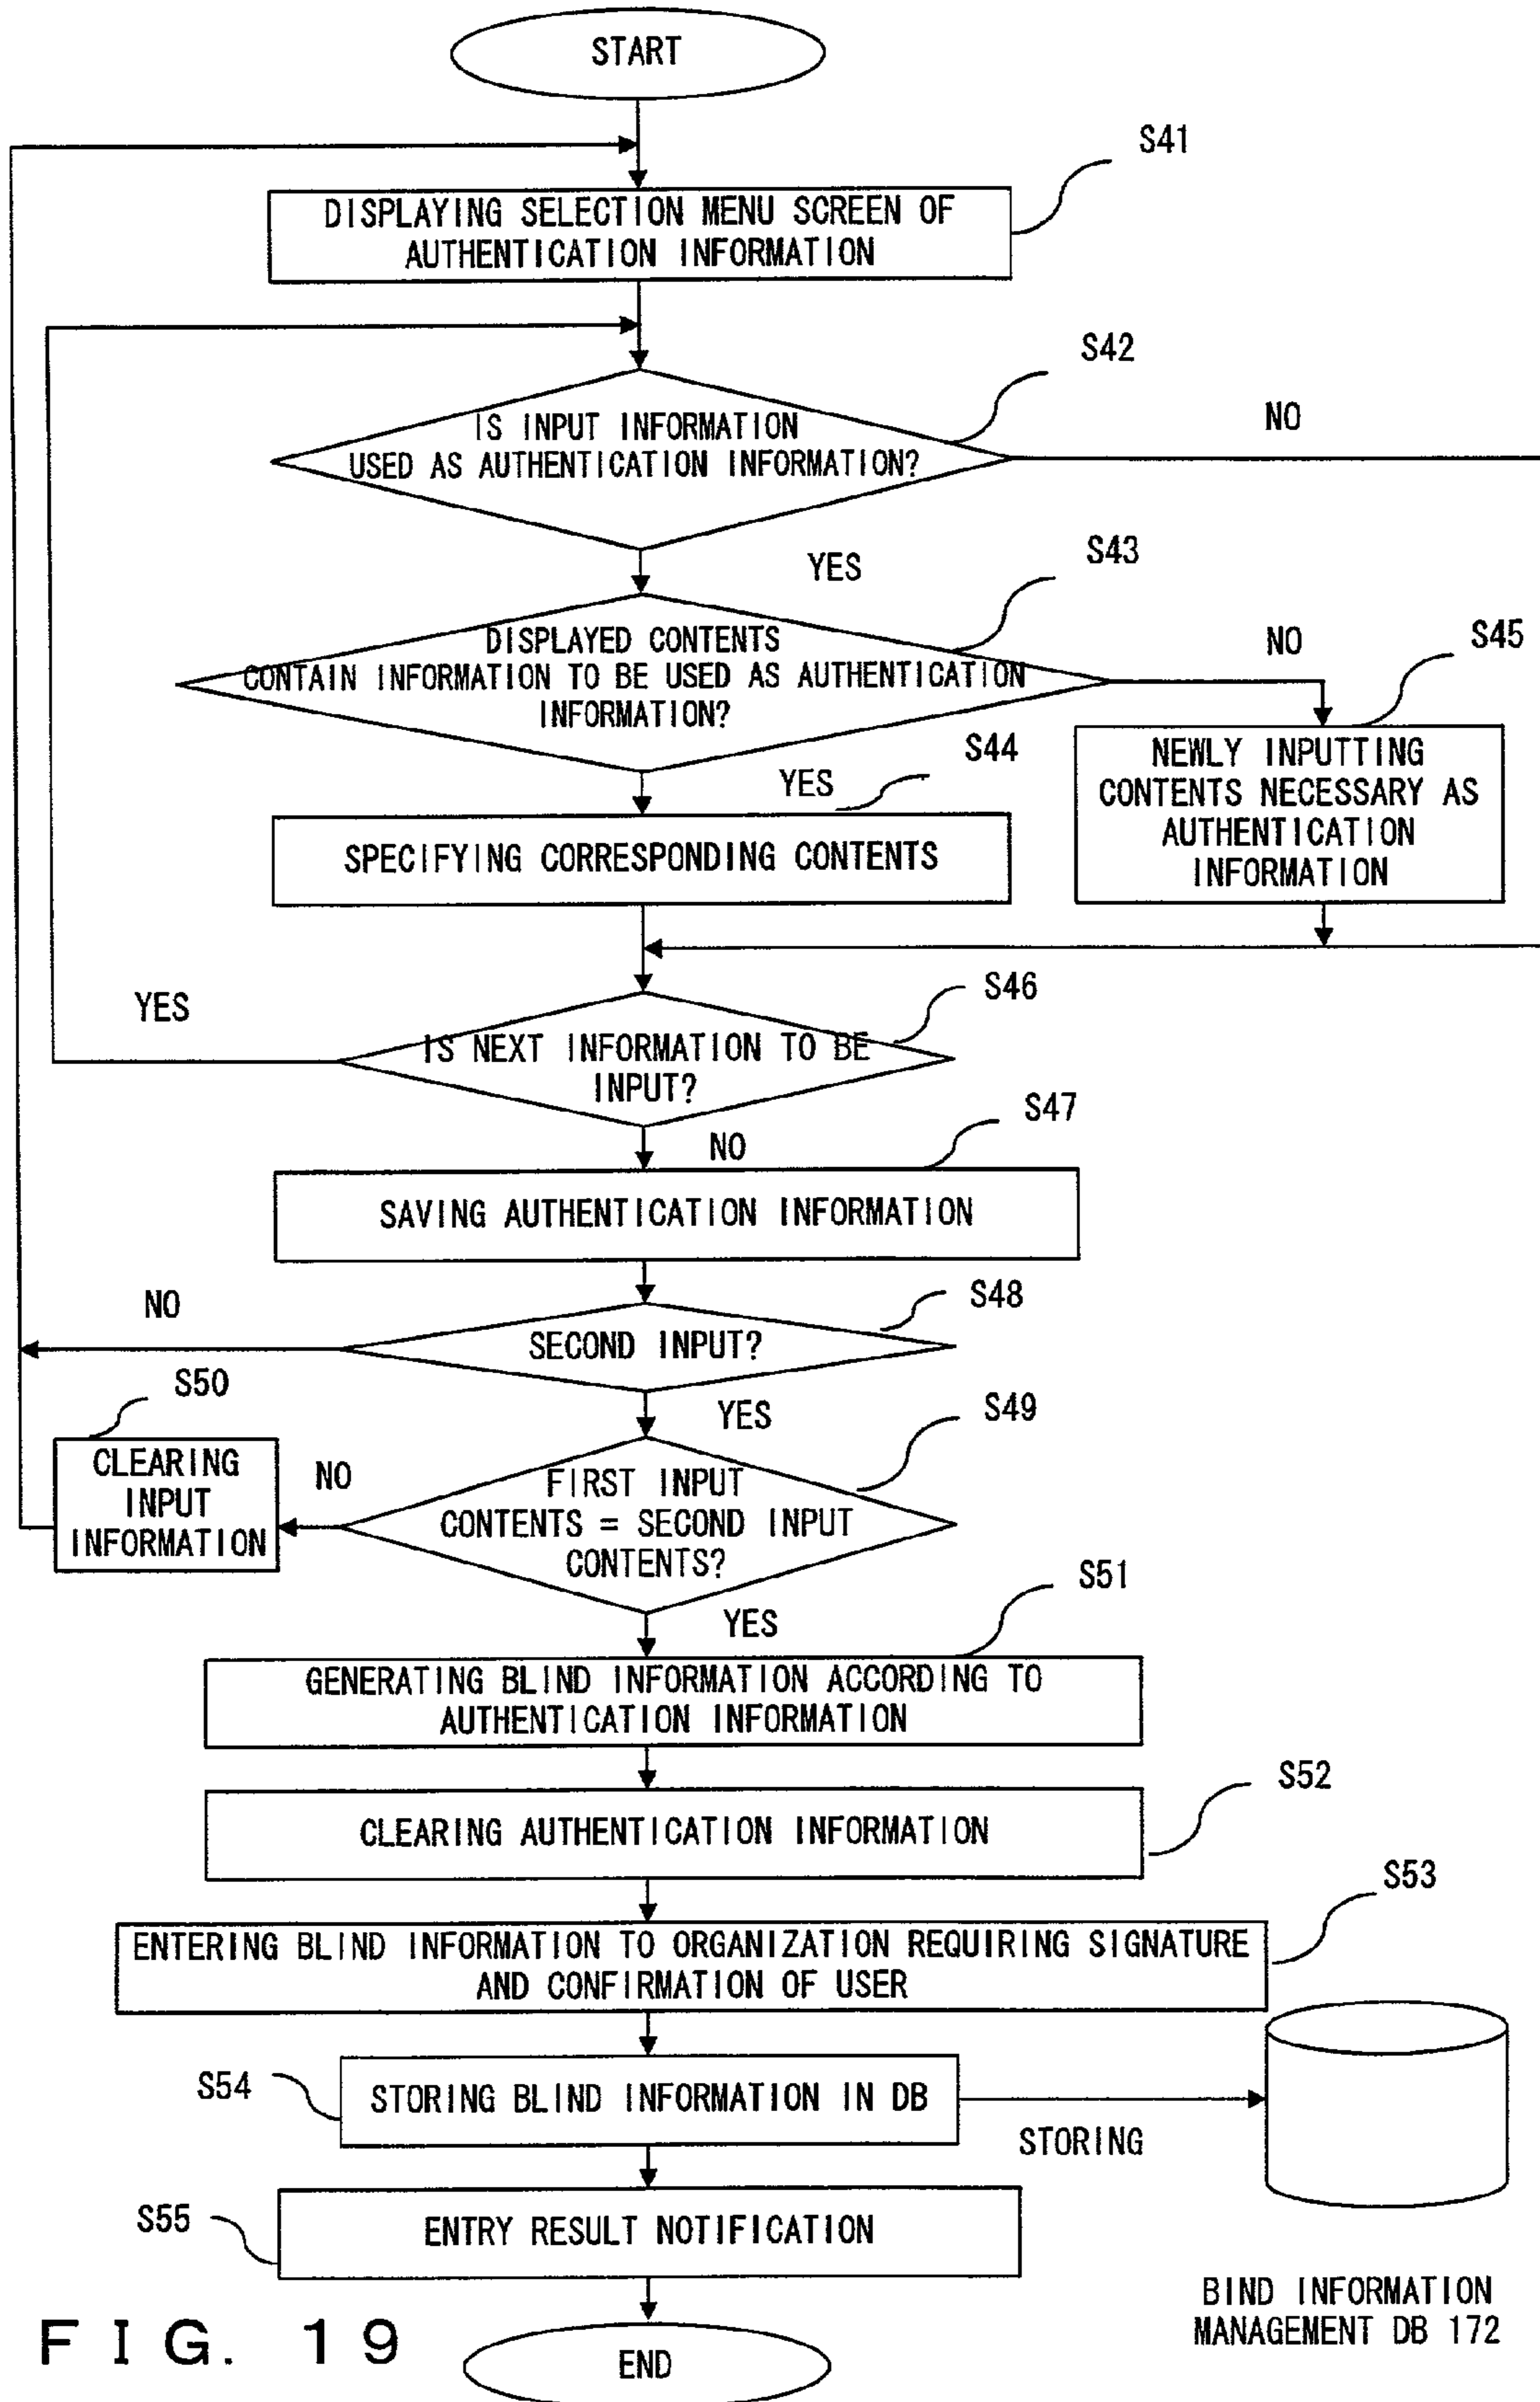 START
S41
DISPLAYING SELECTION MENU SCREEN OF
AUTHENTICATION INFORMATION
S42
IS INPUT INFORMATION
USED AS AUTHENTICATION INFORMATION?
NO
YES
S43
DISPLAYED CONTENTS
CONTAIN INFORMATION TO BE USED AS AUTHENTICATION
INFORMATION?
NO
S45
YES
S44
NEWLY INPUTTING
CONTENTS NECESSARY AS
AUTHENTICATION
INFORMATION
SPECIFYING CORRESPONDING CONTENTS
YES
S46
IS NEXT INFORMATION TO BE
INPUT?
NO
S47
SAVING AUTHENTICATION INFORMATION
NO
S48
SECOND INPUT?
S50
YES
S49
CLEARING
INPUT
INFORMATION
NO
FIRST INPUT
CONTENTS = SECOND INPUT
CONTENTS?
YES
S51
GENERATING BLIND INFORMATION ACCORDING TO
AUTHENTICATION INFORMATION
S52
CLEARING AUTHENTICATION INFORMATION
S53
ENTERING BLIND INFORMATION TO ORGANIZATION REQUIRING SIGNATURE
AND CONFIRMATION OF USER
S54
STORING BLIND INFORMATION IN DB
STORING
S55
ENTRY RESULT NOTIFICATION
BIND INFORMATION
MANAGEMENT DB 172
END
FIG. 19